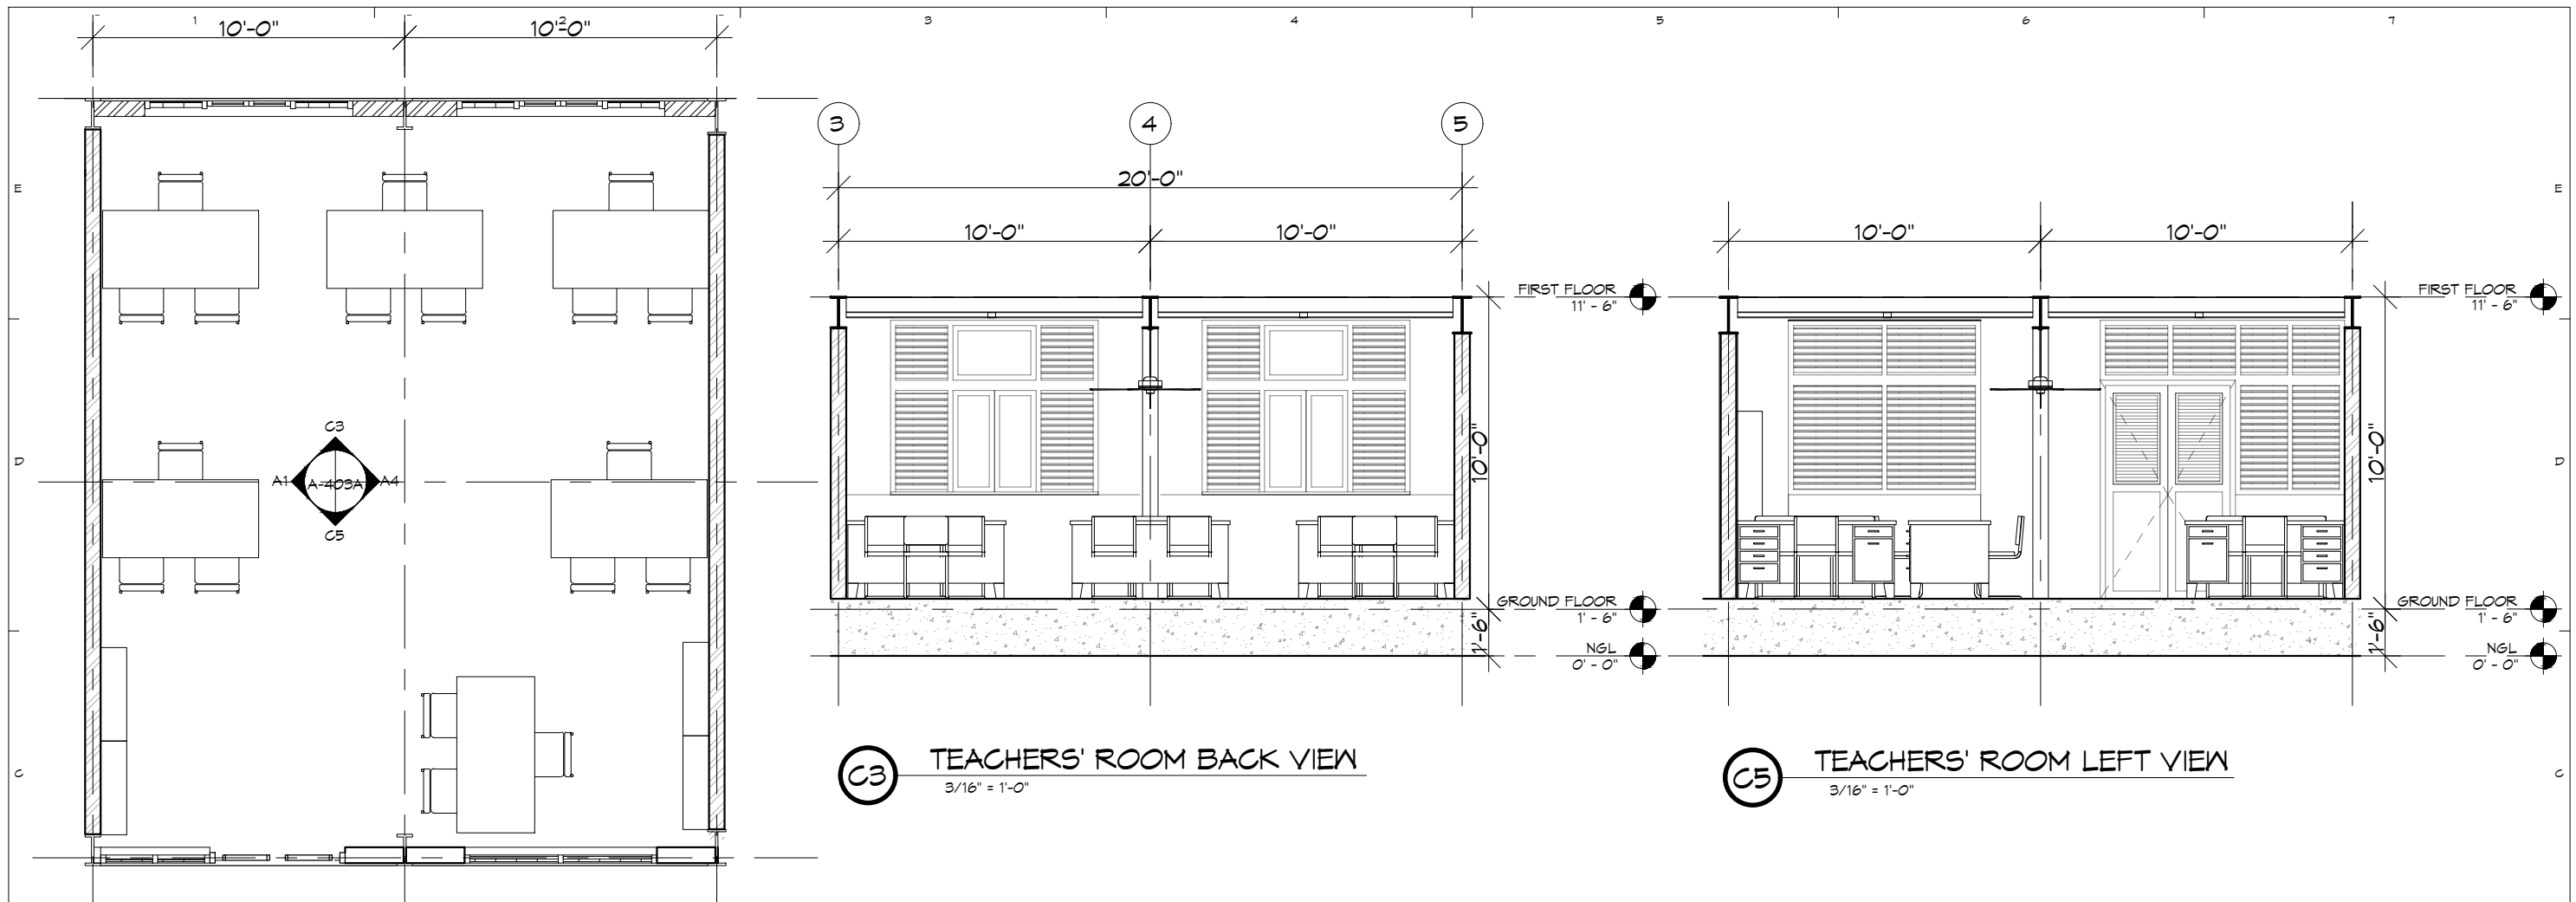 1
2
3
4
5
6
7
10'-0"
10'-0"
3
4
5
20'-0"
10'-0"
10'-0"
10'-0"
10'-0"
E
E
FIRST FLOOR
11' - 6"
FIRST FLOOR
11' - 6"
C3
A1
A-403A
A4
C5
D
D
10'-0"
10'-0"
GROUND FLOOR
1' - 6"
GROUND FLOOR
1' - 6"
1'-6"
1'-6"
NGL
0' - 0"
NGL
0' - 0"
C3
TEACHERS' ROOM BACK VIEW
3/16" = 1'-0"
C5
TEACHERS' ROOM LEFT VIEW
3/16" = 1'-0"
C
C